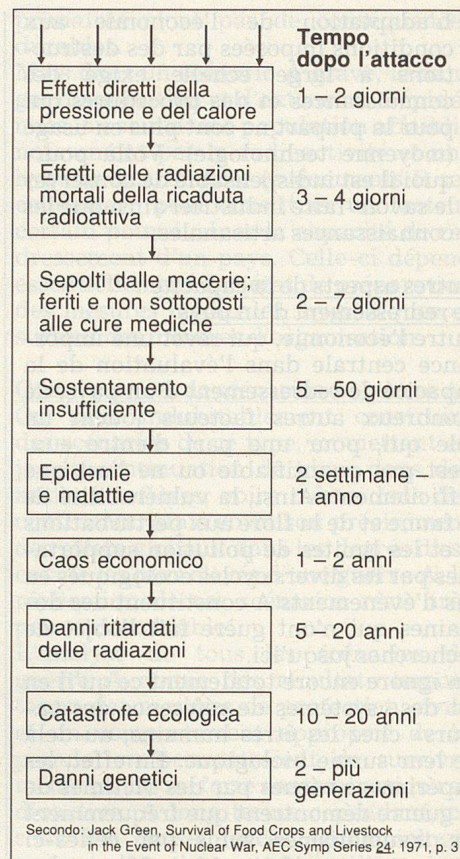 Tempo
dopo l'attacco
Effetti diretti della
pressione e del calore
1 – 2 giorni
Effetti delle radiazioni
mortali con ricaduta
radioattiva
3 – 4 giorni
Sepolti dalle macerie;
feriti e non sottoposti
alle cure mediche
2 – 7 giorni
Sostentamento
insufficiente
5 – 50 giorni
Epidemie
e malattie
2 settimane –
1 anno
Caos economico
1 – 2 anni
Danni ritardati
delle radiazioni
5 – 20 anni
Catastrofe ecologica
10 – 20 anni
Danni genetici
2 – più
generazioni
Secondo: Jack Green, Survival of Food Crops and Livestock
in the Event of Nuclear War, AEC Symp Series 24, 1971, p. 3